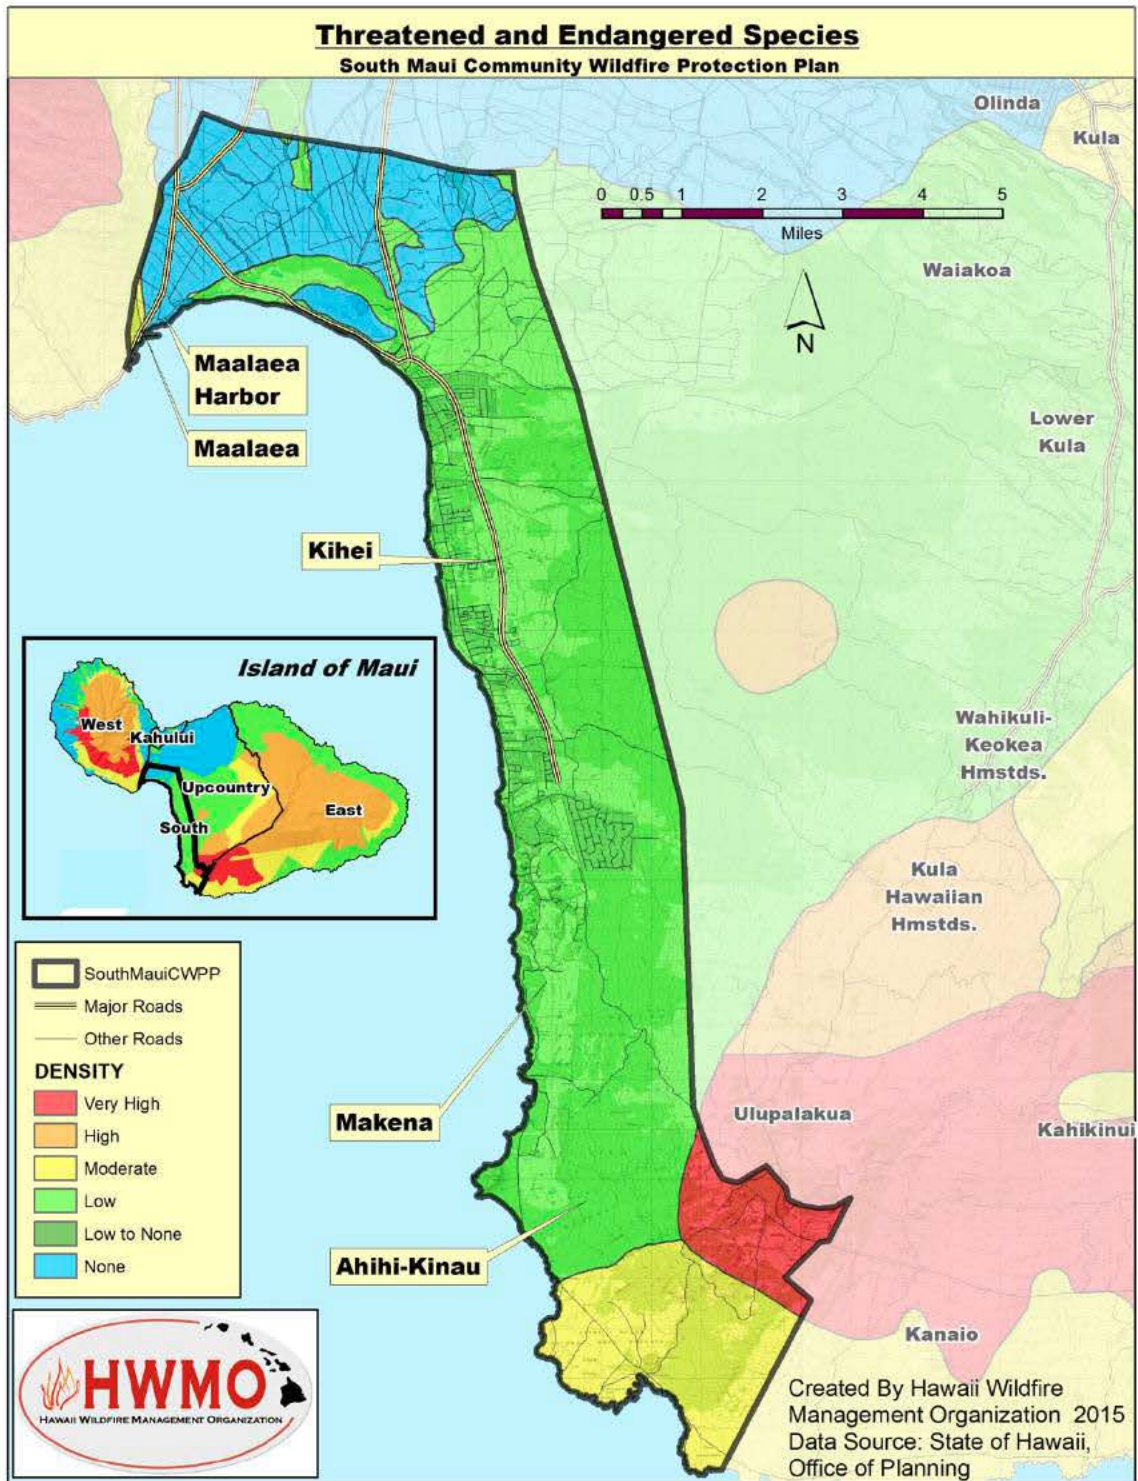 Threatened and Endangered Species
South Maui Community Wildfire Protection Plan
Olinda
Kula
0 0.5 1 2 3 4 5
Miles
Waiakoa
N
Maalaea
Harbor
Lower
Kula
Maalaea
Kihei
Island of Maui
West
Kahului
Upcountry
East
South
Wahikuli-
Keokea
Hmstds.
Kula
Hawaiian
Hmstds.
SouthMauiCWPP
Major Roads
Other Roads
DENSITY
Very High
High
Moderate
Low
Low to None
None
Makena
Ulupalakua
Kahikinui
Ahihi-Kinau
Kanaio
HWMO
HAWAII WILDFIRE MANAGEMENT ORGANIZATION
Created By Hawaii Wildfire
Management Organization 2015
Data Source: State of Hawaii,
Office of Planning